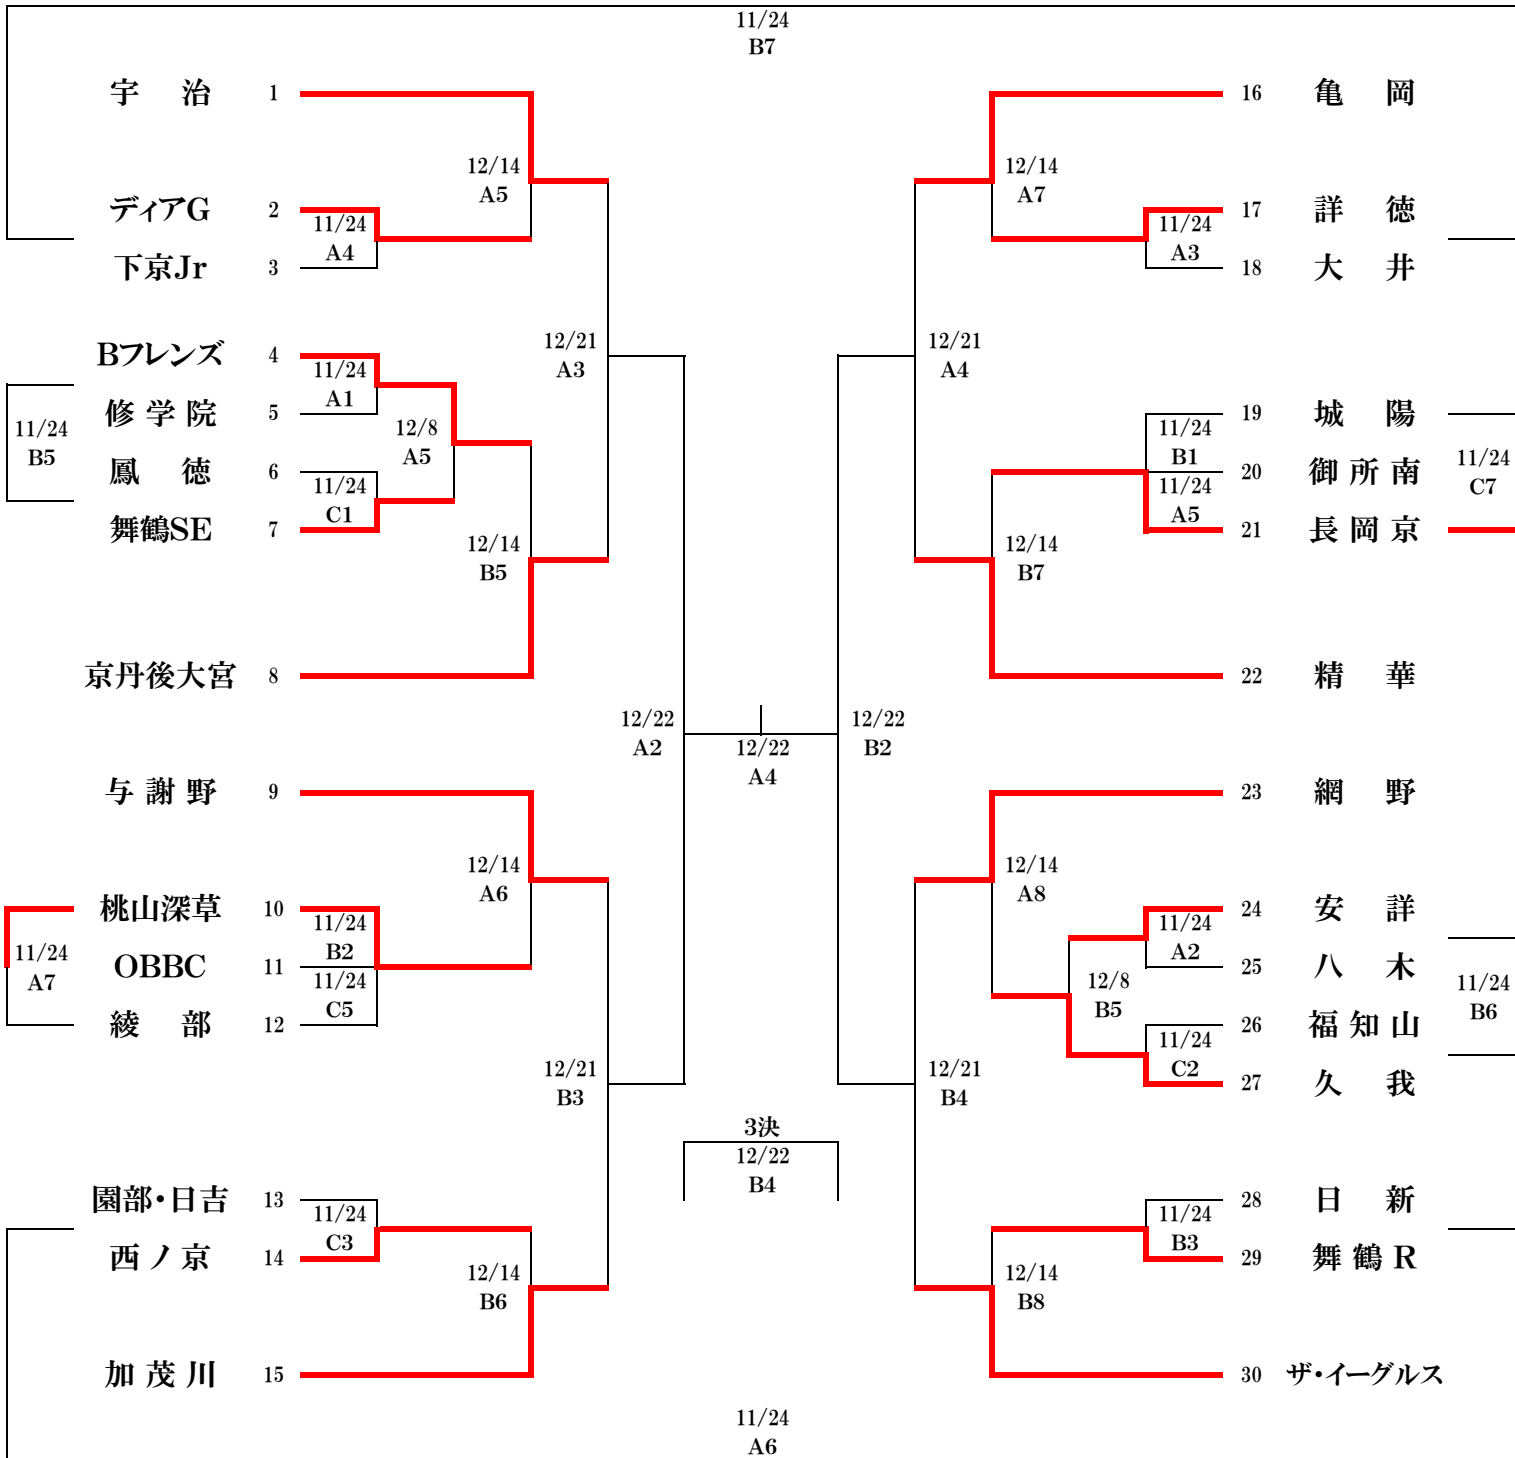 11/24
B7
宇 治 1
12/14
A5
ディアG 2
11/24
A4
下京Jr 3
Bフレンズ 4
11/24
A1
修学院 5
12/8
A5
11/24
B5
鳳 徳 6
11/24
C1
舞鶴SE 7
12/14
B5
京丹後大宮 8
12/21
A3
与謝野 9
12/14
A6
桃山深草 10
11/24
B2
11/24
A7
OBBC 11
11/24
C5
綾 部 12
12/21
B3
園部・日吉 13
11/24
C3
西ノ京 14
12/14
B6
加茂川 15
12/22
A2
12/22
A4
12/22
B2
3決
12/22
B4
16 亀 岡
12/14
A7
17 詳 徳
11/24
A3
18 大 井
12/21
A4
19 城 陽
11/24
B1
20 御所南
11/24
C7
11/24
A5
21 長岡京
12/14
B7
22 精 華
23 網 野
12/14
A8
24 安 詳
11/24
A2
25 八 木
12/8
B5
11/24
B6
26 福知山
11/24
C2
27 久 我
12/21
B4
28 日 新
11/24
B3
29 舞鶴R
12/14
B8
30 ザ・イーグルス
11/24
A6